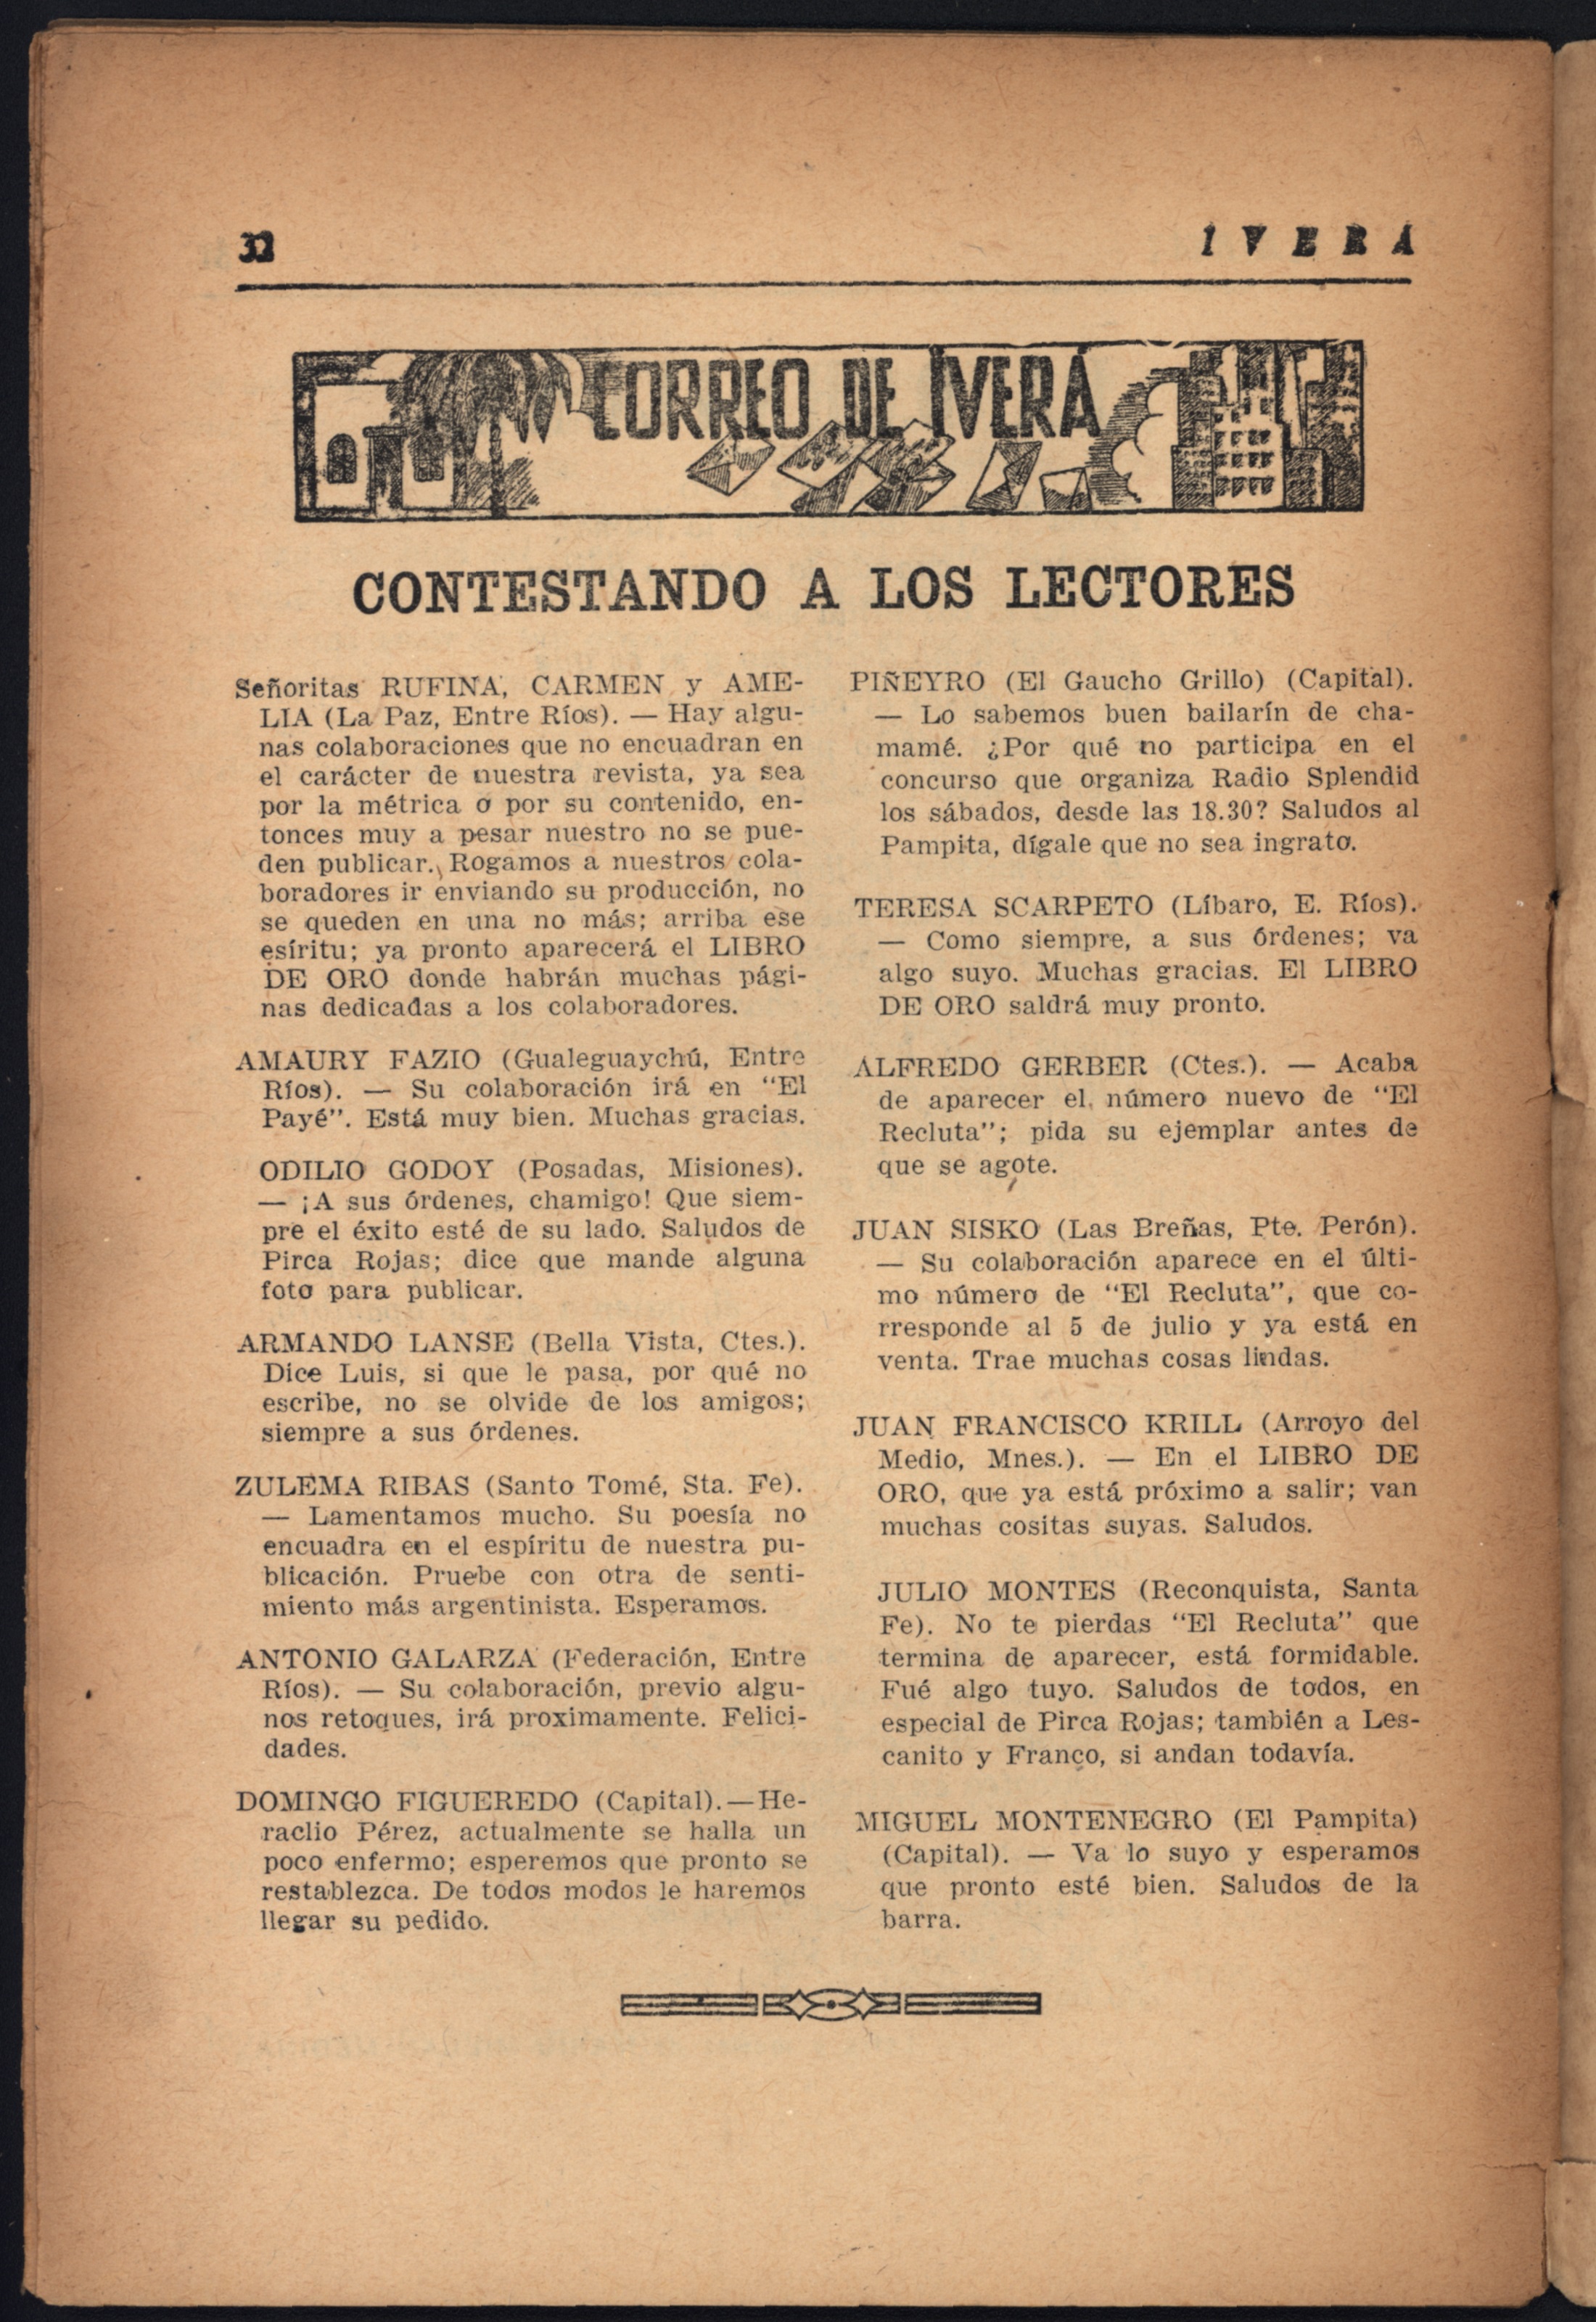 32
IVERÁ
CORREO DE IVERÁ
CONTESTANDO A LOS LECTORES
Señoritas RUFINA, CARMEN y AME-
LIA (La Paz, Entre Ríos). — Hay algu-
nas colaboraciones que no encuadran en
el carácter de nuestra revista, ya sea
por la métrica o por su contenido, en-
tonces muy a pesar nuestro no se pue-
den publicar. Rogamos a nuestros cola-
boradores ir enviando su producción, no
se queden en una no más; arriba ese
esíritu; ya pronto aparecerá el LIBRO
DE ORO donde habrán muchas pági-
nas dedicadas a los colaboradores.
AMAURY FAZIO (Gualeguaychú, Entre
Ríos). — Su colaboración irá en “El
Payé”. Está muy bien. Muchas gracias.
ODILIO GODOY (Posadas, Misiones).
— ¡A sus órdenes, chamigo! Que siem-
pre el éxito esté de su lado. Saludos de
Pirca Rojas; dice que mande alguna
foto para publicar.
ARMANDO LANSE (Bella Vista, Ctes.).
Dice Luis, si que le pasa, por qué no
escribe, no se olvide de los amigos;
siempre a sus órdenes.
ZULEMA RIBAS (Santo Tomé, Sta. Fe).
— Lamentamos mucho. Su poesía no
encuadra en el espíritu de nuestra pu-
blicación. Pruebe con otra de senti-
miento más argentinista. Esperamos.
ANTONIO GALARZA (Federación, Entre
Ríos). — Su colaboración, previo algu-
nos retoques, irá proximamente. Felici-
dades.
DOMINGO FIGUEREDO (Capital).—He-
raclio Pérez, actualmente se halla un
poco enfermo; esperemos que pronto se
restablezca. De todos modos le haremos
llegar su pedido.
PIÑEYRO (El Gaucho Grillo) (Capital).
— Lo sabemos buen bailarín de cha-
mamé. ¿Por qué no participa en el
concurso que organiza Radio Splendid
los sábados, desde las 18.30? Saludos al
Pampita, dígale que no sea ingrato.
TERESA SCARPETO (Líbaro, E. Ríos).
— Como siempre, a sus órdenes; va
algo suyo. Muchas gracias. El LIBRO
DE ORO saldrá muy pronto.
ALFREDO GERBER (Ctes.). — Acaba
de aparecer el número nuevo de “El
Recluta”; pida su ejemplar antes de
que se agote.
JUAN SISKO (Las Breñas, Pte. Perón).
— Su colaboración aparece en el últi-
mo número de “El Recluta”, que co-
rresponde al 5 de julio y ya está en
venta. Trae muchas cosas lindas.
JUAN FRANCISCO KRILL (Arroyo del
Medio, Mnes.). — En el LIBRO DE
ORO, que ya está próximo a salir; van
muchas cositas suyas. Saludos.
JULIO MONTES (Reconquista, Santa
Fe). No te pierdas “El Recluta” que
termina de aparecer, está formidable.
Fué algo tuyo. Saludos de todos, en
especial de Pirca Rojas; también a Les-
canito y Franco, si andan todavía.
MIGUEL MONTENEGRO (El Pampita)
(Capital). — Va lo suyo y esperamos
que pronto esté bien. Saludos de la
barra.